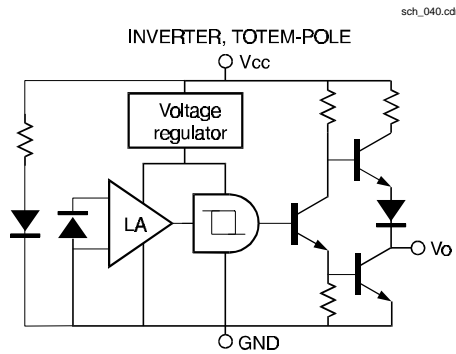 sch_040.cd
INVERTER, TOTEM-POLE
Vcc
Voltage
regulator
LA
Vo
GND